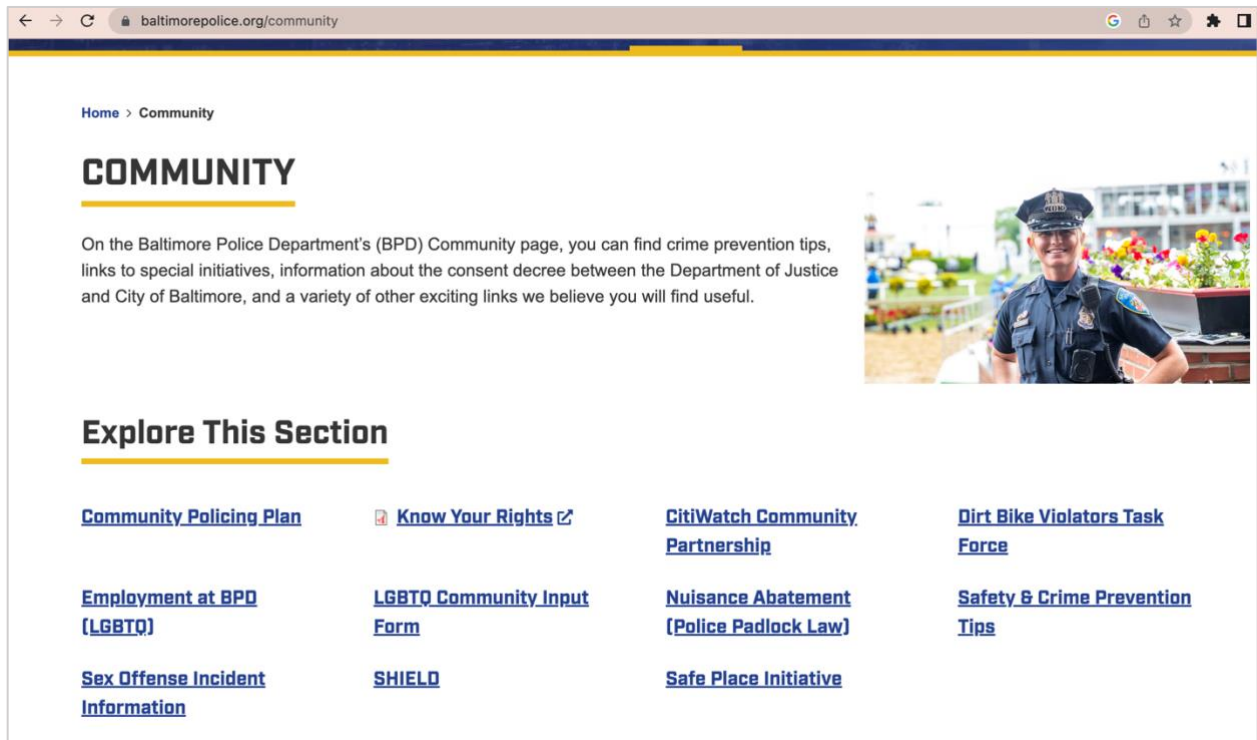 baltimorepolice.org/community
Home > Community
COMMUNITY
On the Baltimore Police Department's (BPD) Community page, you can find crime prevention tips,
links to special initiatives, information about the consent decree between the Department of Justice
and City of Baltimore, and a variety of other exciting links we believe you will find useful.
Explore This Section
Community Policing Plan
Know Your Rights
CitiWatch Community
Partnership
Dirt Bike Violators Task
Force
Employment at BPD
(LGBTQ)
LGBTQ Community Input
Form
Nuisance Abatement
(Police Padlock Law)
Safety & Crime Prevention
Tips
Sex Offense Incident
Information
SHIELD
Safe Place Initiative